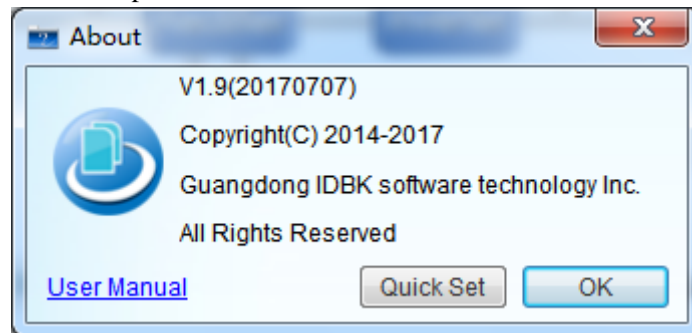 About
V1.9(20170707)
Copyright(C) 2014-2017
Guangdong IDBK software technology Inc.
All Rights Reserved
User Manual
Quick Set
OK